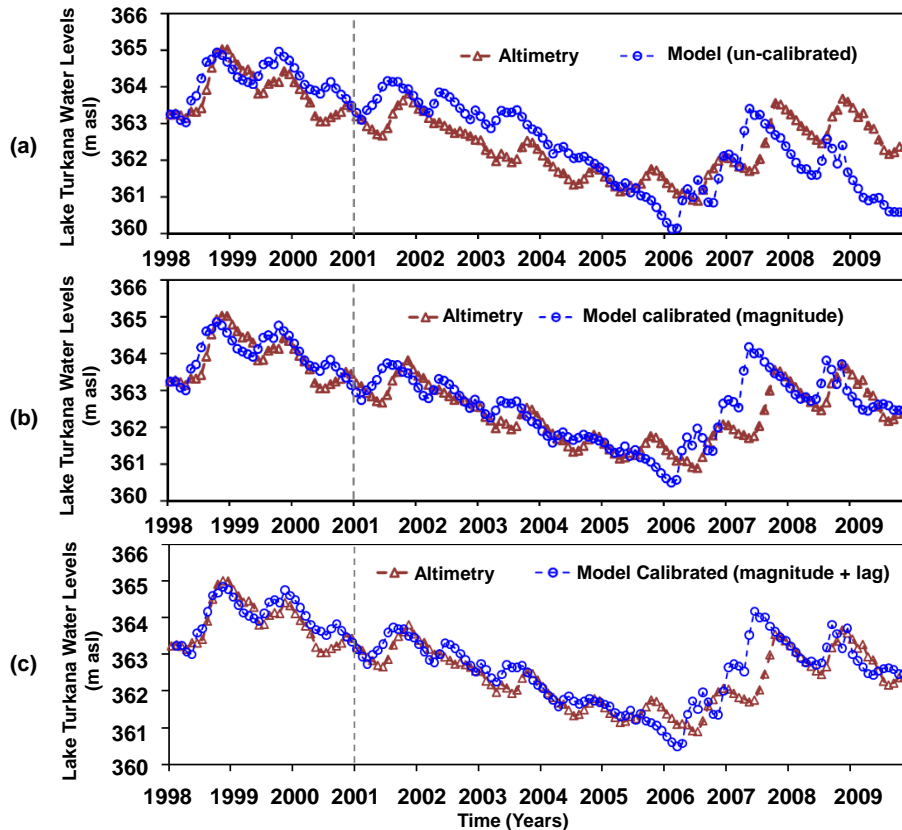 366
365
364
363
362
361
360
Lake Turkana Water Levels
(m asl)
(a)
Altimetry
Model (un-calibrated)
1998 1999 2000 2001 2002 2003 2004 2005 2006 2007 2008 2009
366
365
364
363
362
361
360
Lake Turkana Water Levels
(m asl)
(b)
Altimetry
Model calibrated (magnitude)
1998 1999 2000 2001 2002 2003 2004 2005 2006 2007 2008 2009
366
365
364
363
362
361
360
Lake Turkana Water Levels
(m asl)
(c)
Altimetry
Model Calibrated (magnitude + lag)
1998 1999 2000 2001 2002 2003 2004 2005 2006 2007 2008 2009
Time (Years)